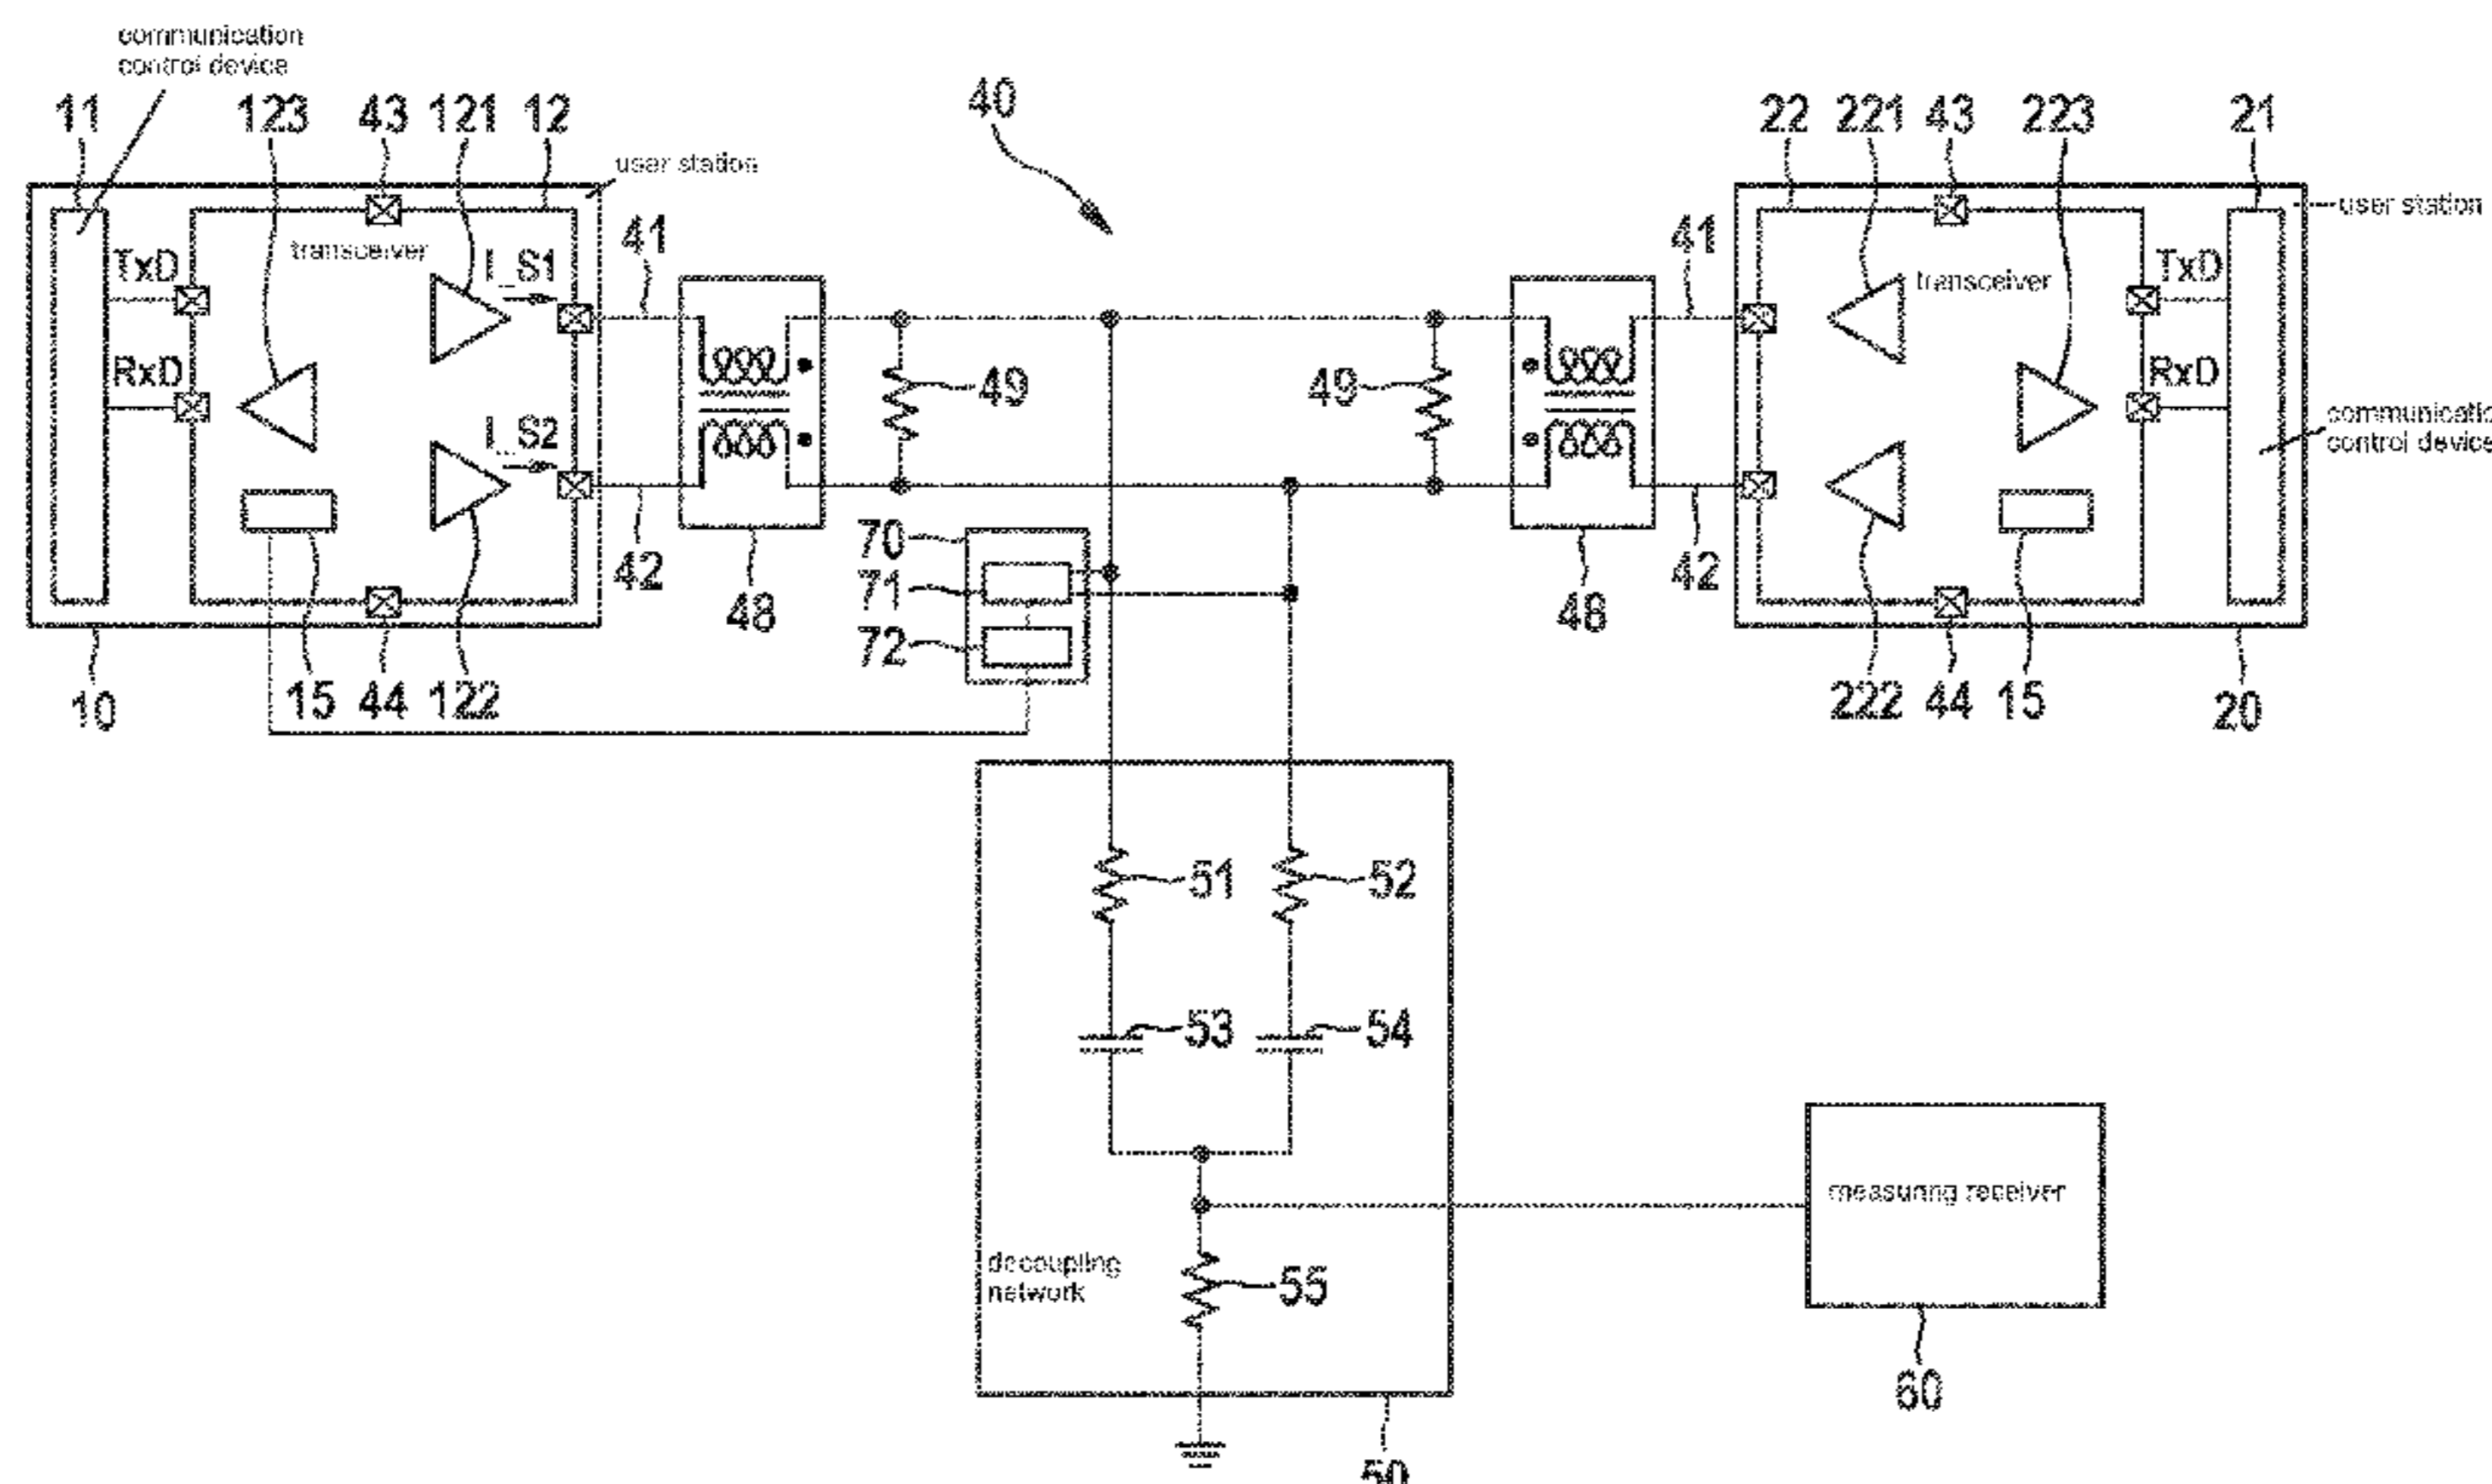 communication
control device
11
123
43
121
12
user station
40
22
221
43
223
21
user station
TxD
transceiver
I_S1
41
41
transceiver
TxD
RxD
49
49
RxD
I_S2
communicatio
control device
42
70
71
72
48
48
42
10
15
44
122
222
44
15
20
51
52
53
54
measuring receiver
decoupling
network
55
60
50